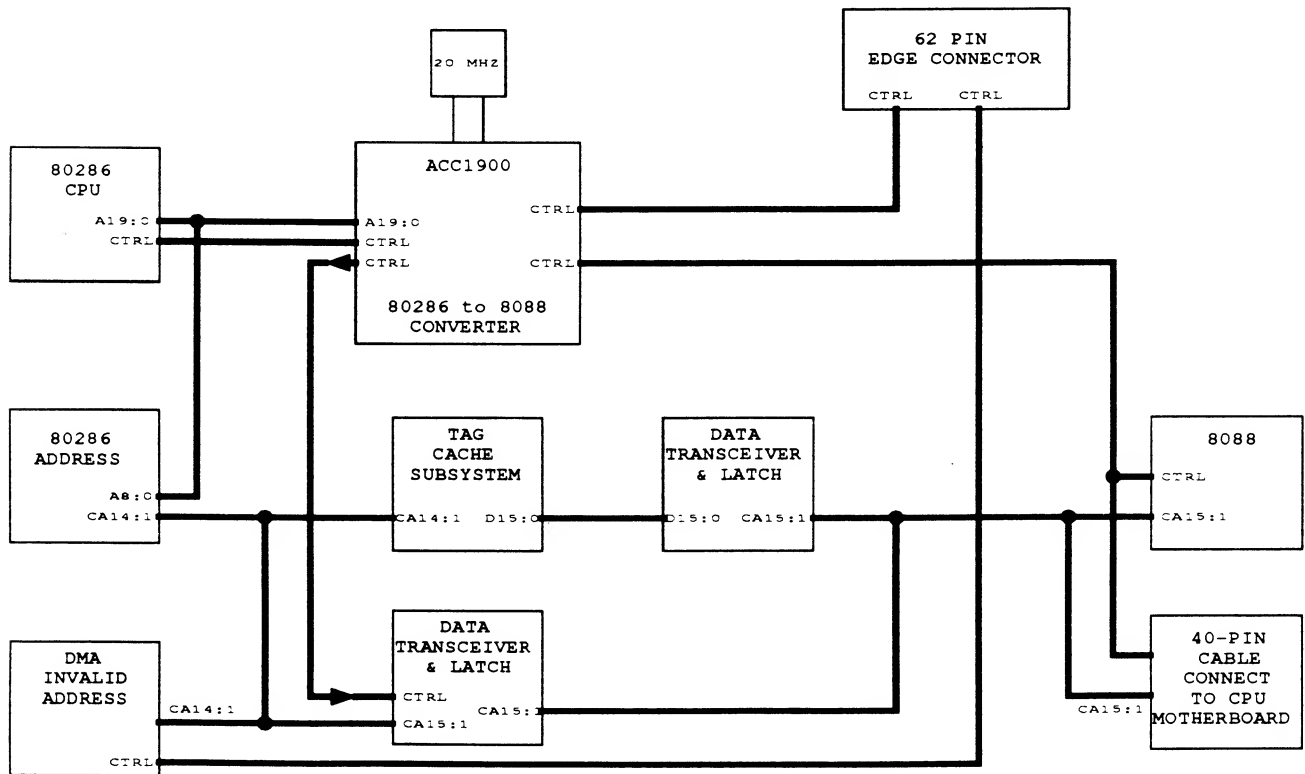 62 PIN
EDGE CONNECTOR
CTRL CTRL
20 MHZ
80286
CPU
A19:0
CTRL
ACC1900
A19:0
CTRL
CTRL
CTRL
CTRL
80286 to 8088
CONVERTER
80286
ADDRESS
A8:0
CA14:1
TAG
CACHE
SUBSYSTEM
CA14:1 D15:0
DATA
TRANSCEIVER
& LATCH
D15:0 CA15:1
8088
CTRL
CA15:1
DMA
INVALID
ADDRESS
CA14:1
CTRL
DATA
TRANSCEIVER
& LATCH
CTRL
CA15:1
CA15:1
40-PIN
CABLE
CONNECT
TO CPU
MOTHERBOARD
CA15:1